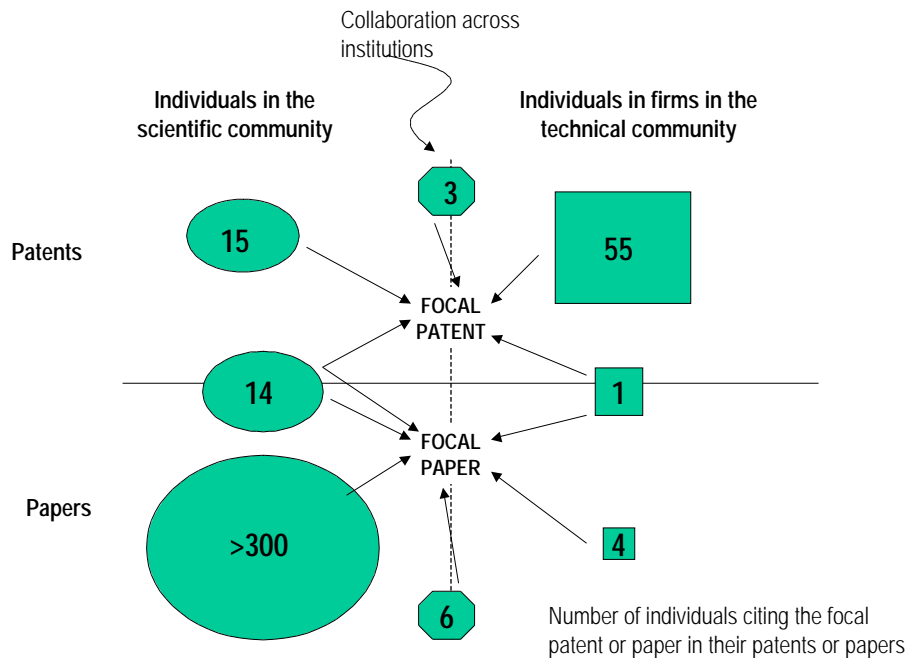 Collaboration across
institutions
Individuals in the
scientific community
Individuals in firms in the
technical community
3
15
55
Patents
FOCAL
PATENT
14
1
FOCAL
PAPER
Papers
>300
4
6
Number of individuals citing the focal
patent or paper in their patents or papers